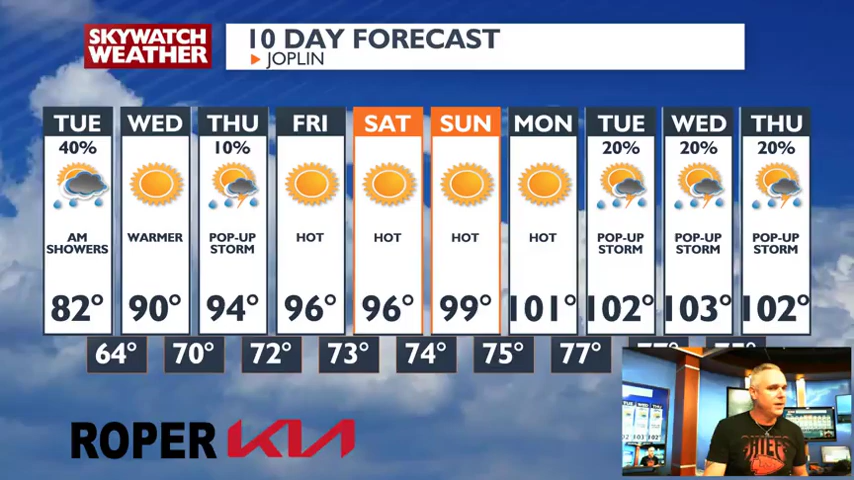 SKYWATCH
WEATHER
10 DAY FORECAST
JOPLIN
TUE WED THU FRI SAT SUN MON TUE WED THU
40% 10% 20% 20% 20%
AM SHOWERS WARMER POP-UP STORM HOT HOT HOT HOT POP-UP STORM POP-UP STORM POP-UP STORM
82° 90° 94° 96° 96° 99° 101° 102° 103° 102°
64° 70° 72° 73° 74° 75° 77°
ROPER KIA
CHIEFS